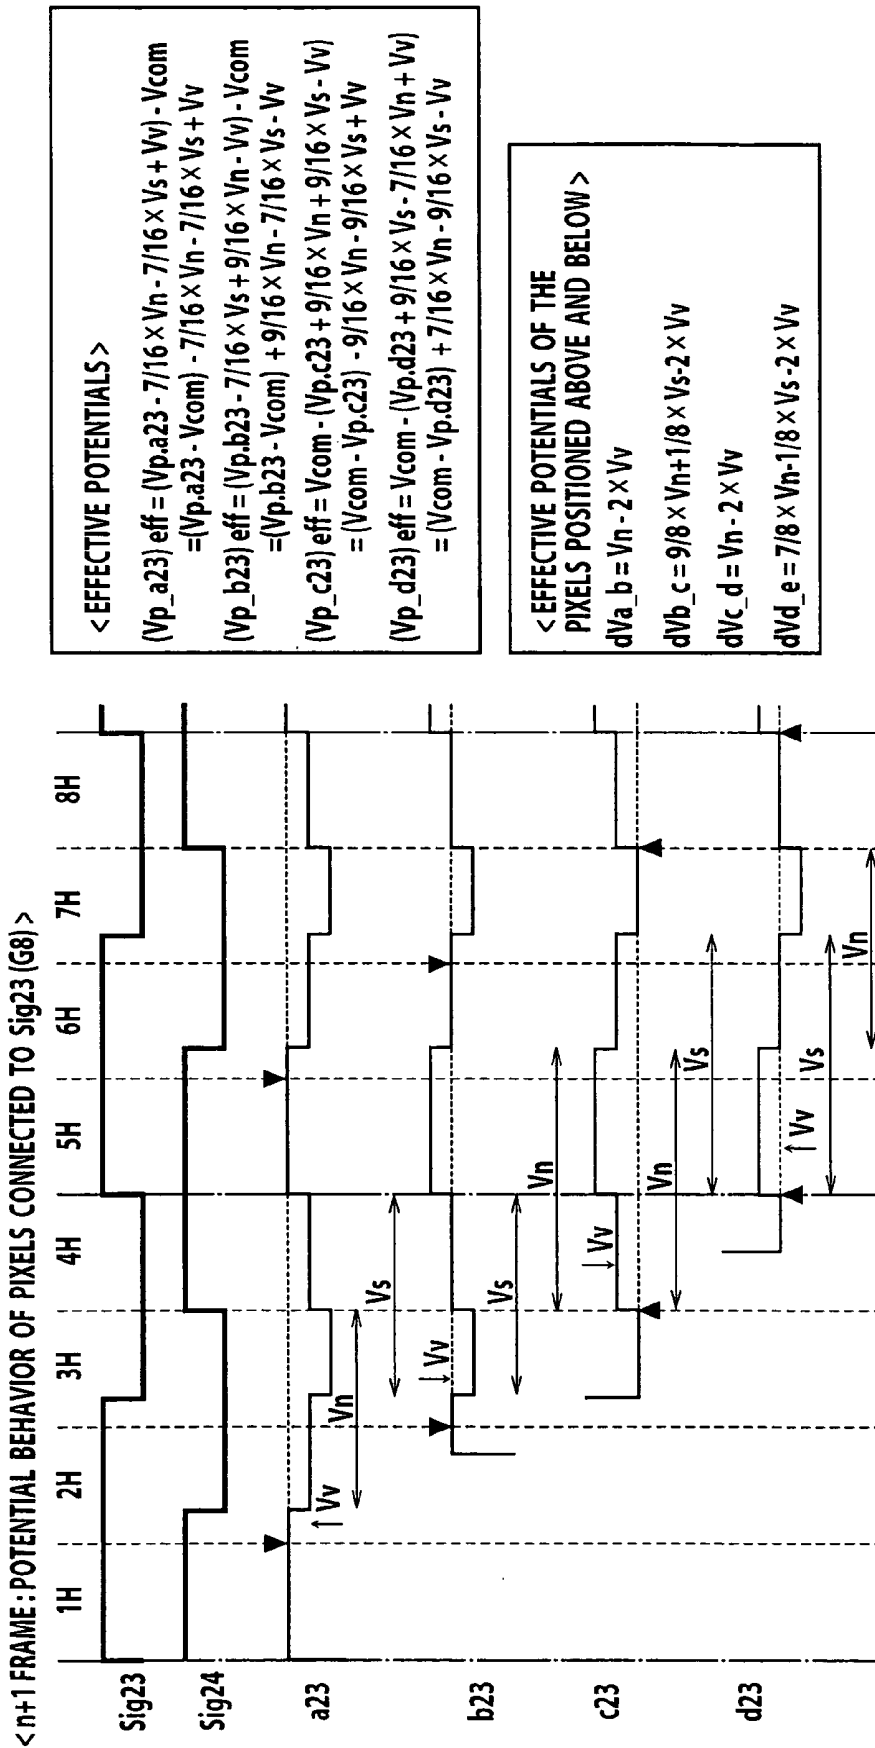 <n+1 FRAME : POTENTIAL BEHAVIOR OF PIXELS CONNECTED TO Sig23 (G8) >
1H 2H 3H 4H 5H 6H 7H 8H
Sig23
Sig24
a23
Vv
Vn
Vs
b23
Vv
Vs
c23
Vv
Vn
Vn
Vs
d23
Vv
Vs
Vn
< EFFECTIVE POTENTIALS >
(Vp_a23) eff = (Vp.a23 - 7/16 × Vn - 7/16 × Vs + Vv) - Vcom
=(Vp.a23 - Vcom) - 7/16 × Vn - 7/16 × Vs + Vv
(Vp_b23) eff = (Vp.b23 - 7/16 × Vs + 9/16 × Vn - Vv) - Vcom
=(Vp.b23 - Vcom) + 9/16 × Vn - 7/16 × Vs - Vv
(Vp_c23) eff = Vcom - (Vp.c23 + 9/16 × Vn + 9/16 × Vs - Vv)
= (Vcom - Vp.c23) - 9/16 × Vn - 9/16 × Vs + Vv
(Vp_d23) eff = Vcom - (Vp.d23 + 9/16 × Vs - 7/16 × Vn + Vv)
= (Vcom - Vp.d23) + 7/16 × Vn - 9/16 × Vs - Vv
< EFFECTIVE POTENTIALS OF THE
PIXELS POSITIONED ABOVE AND BELOW >
dVa_b = Vn - 2 × Vv
dVb_c = 9/8 × Vn+1/8 × Vs-2 × Vv
dVc_d = Vn - 2 × Vv
dVd_e = 7/8 × Vn-1/8 × Vs-2 × Vv